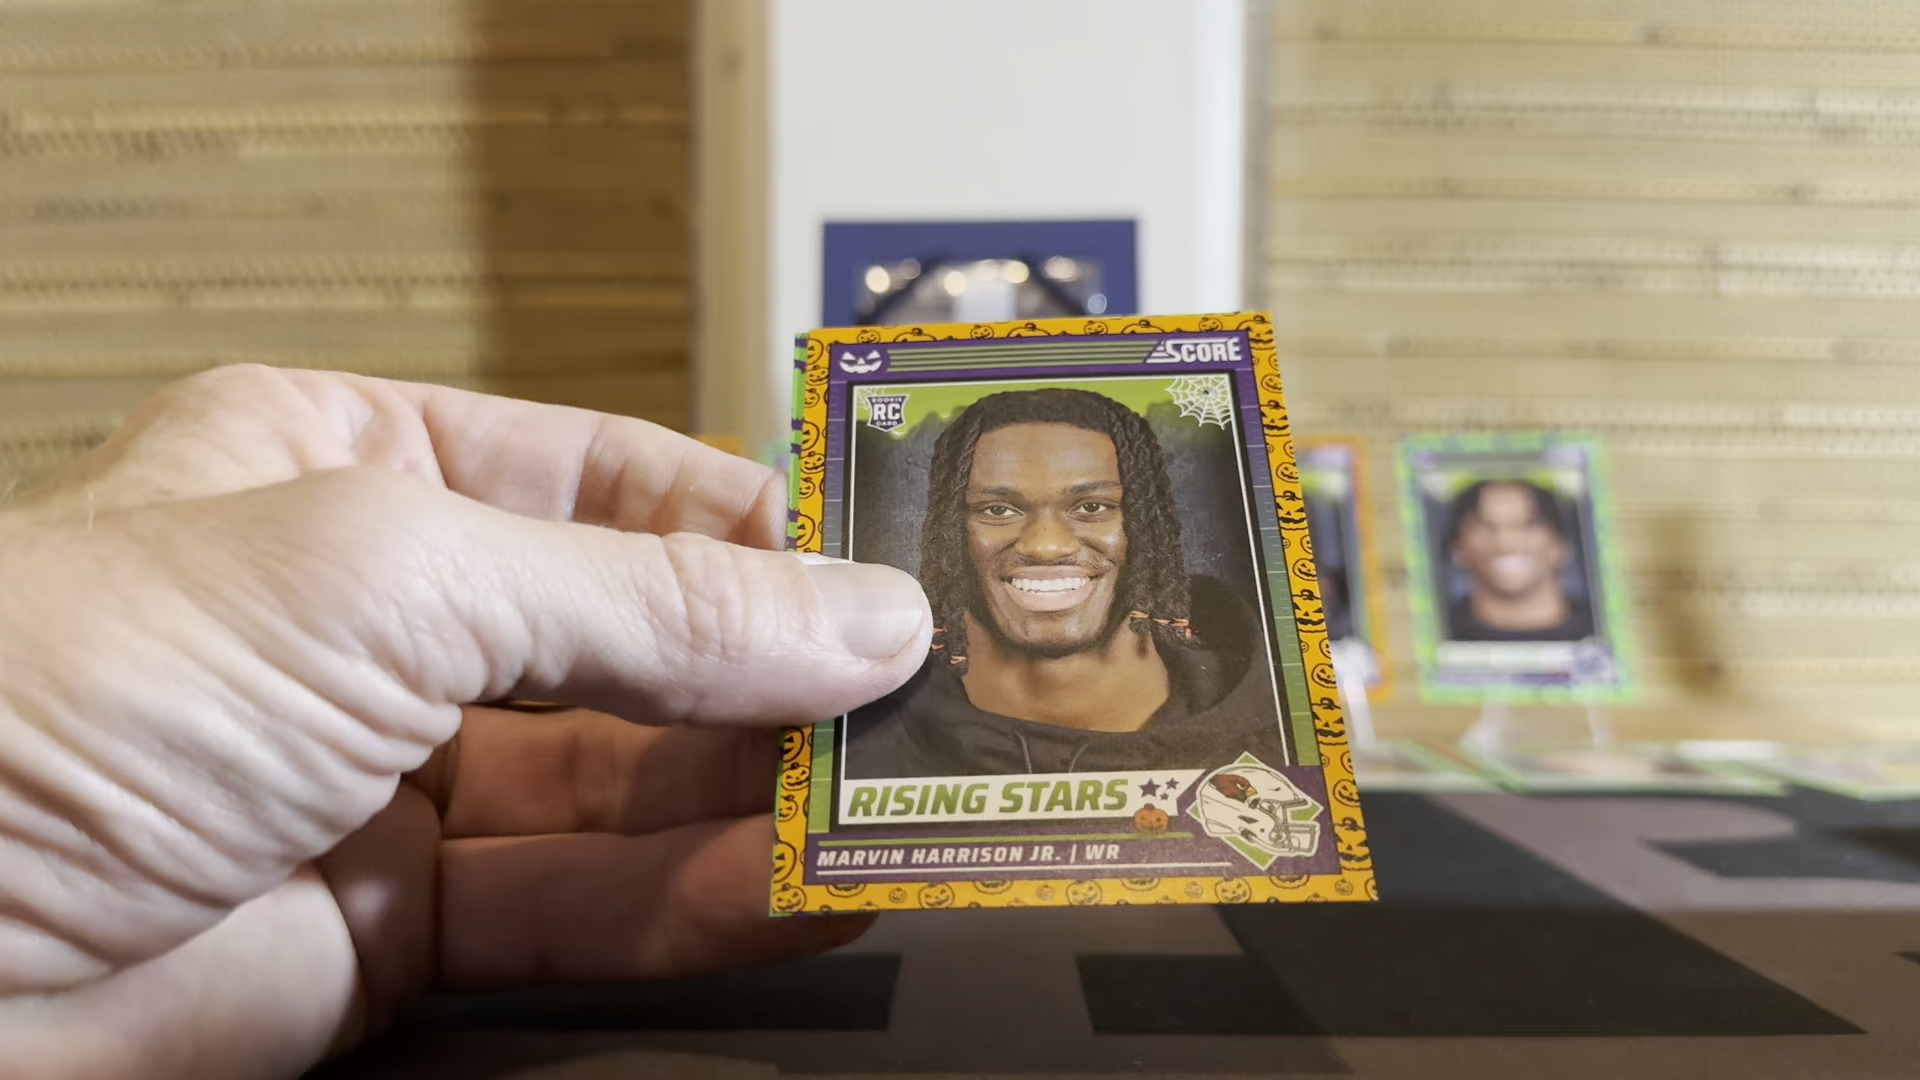 SCORE
ROOKIE
RC
CARD
RISING STARS
MARVIN HARRISON JR. | WR